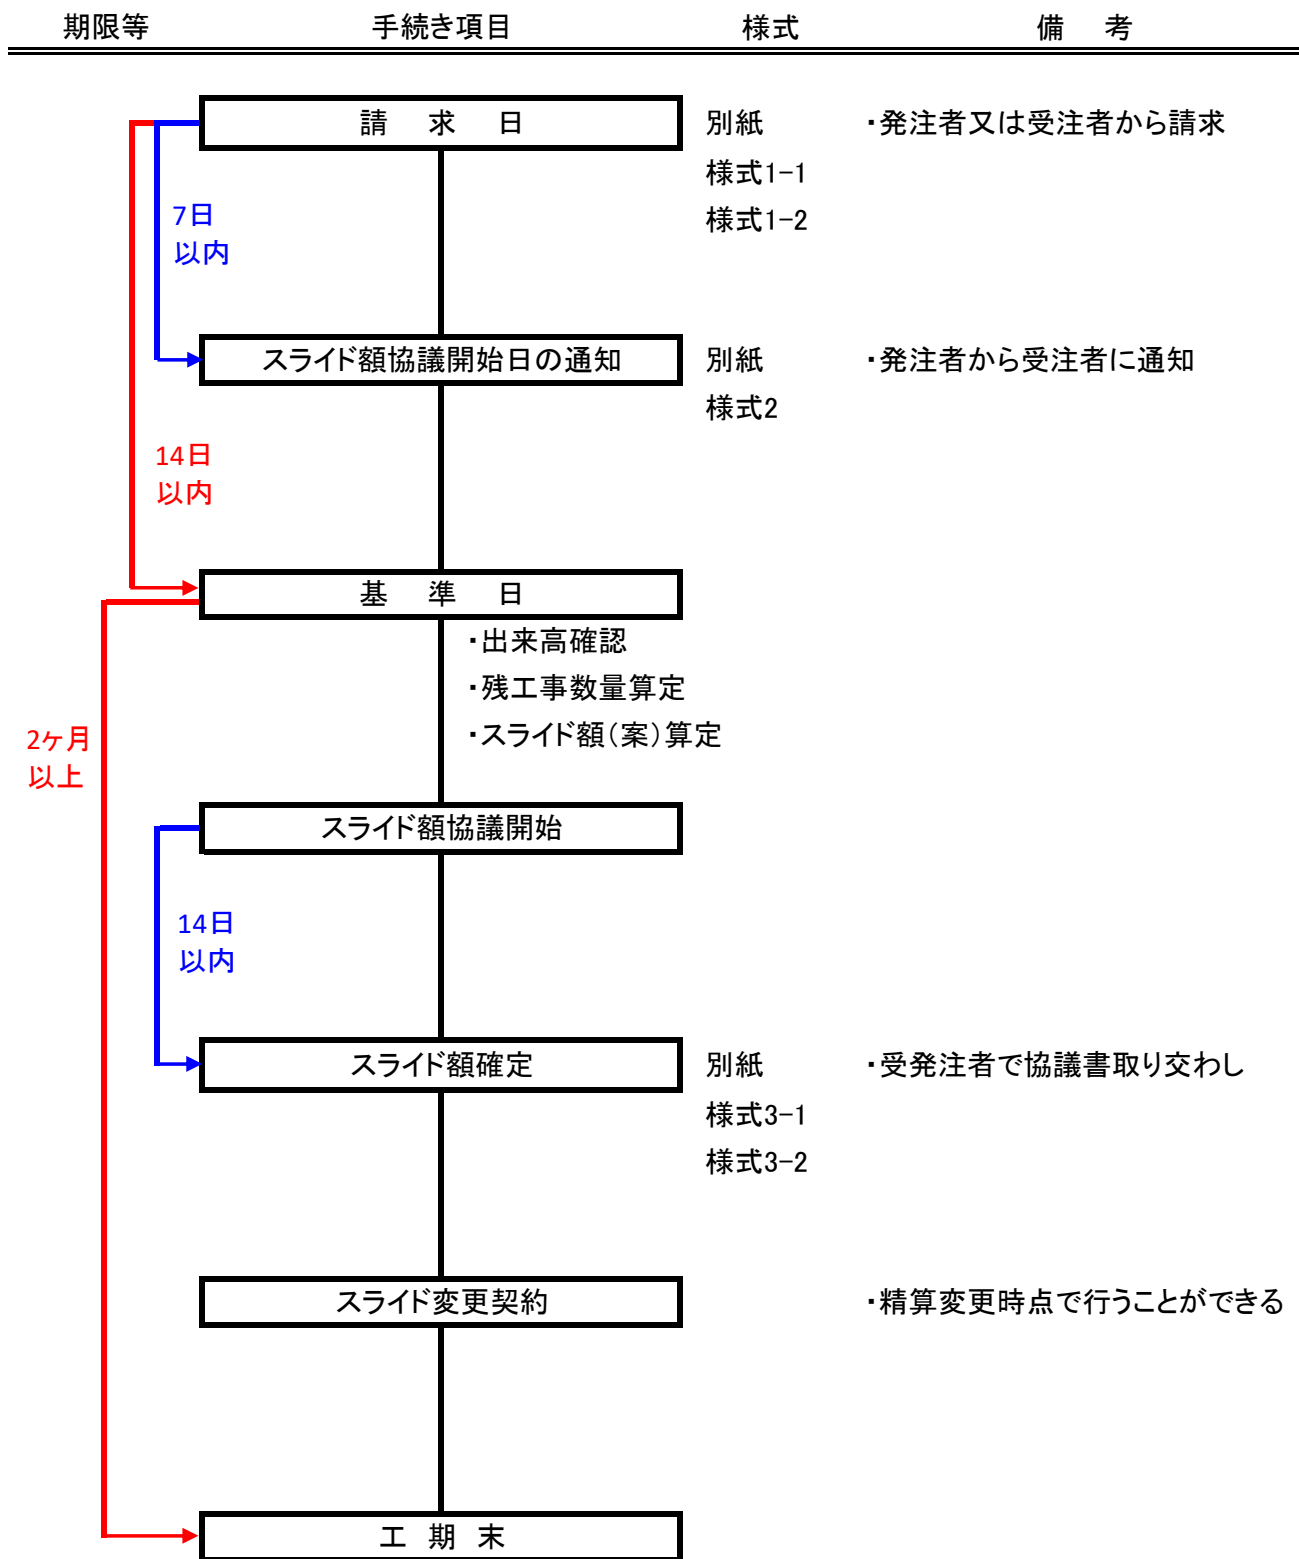 期限等 手続き項目 様式 備 考
請 求 日 別紙 ・発注者又は受注者から請求
様式1-1
7日 様式1-2
以内
スライド額協議開始日の通知 別紙 ・発注者から受注者に通知
様式2
14日
以内
基 準 日
・出来高確認
・残工事数量算定
2ヶ月 ・スライド額(案)算定
以上
スライド額協議開始
14日
以内
スライド額確定 別紙 ・受発注者で協議書取り交わし
様式3-1
様式3-2
スライド変更契約 ・精算変更時点で行うことができる
工 期 末